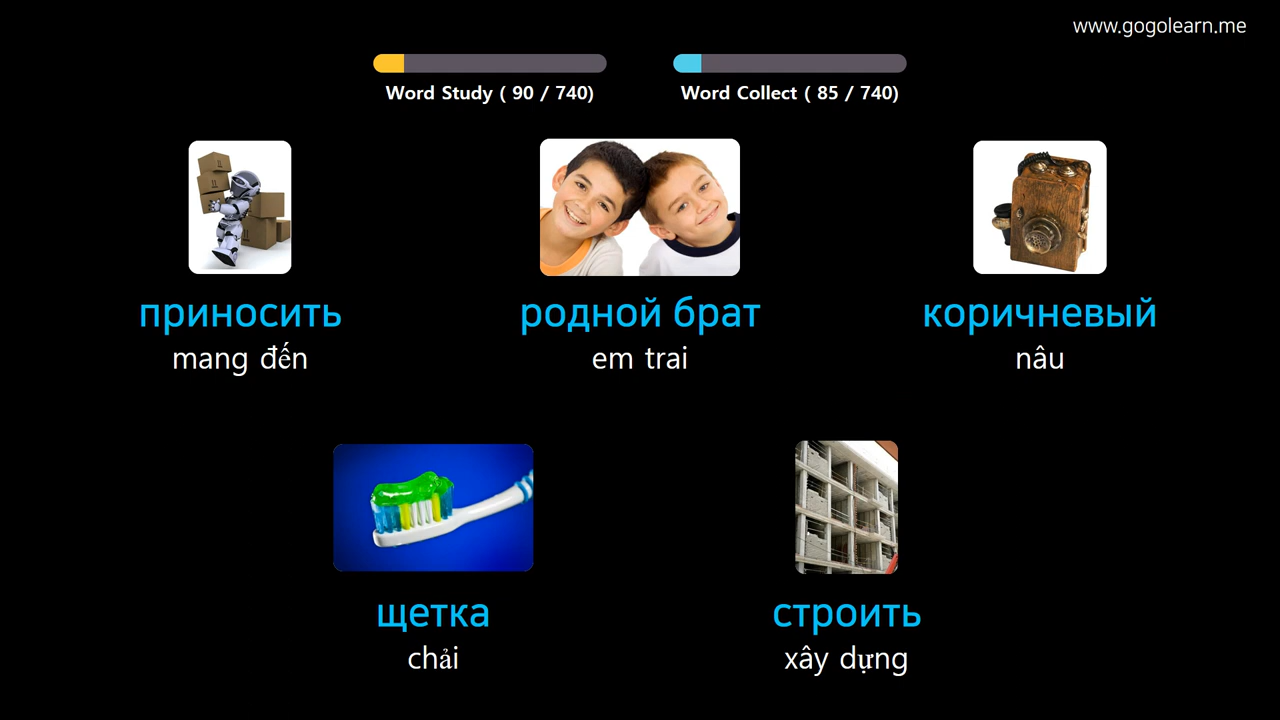 www.gogolearn.me
Word Study ( 90 / 740)
Word Collect ( 85 / 740)
приносить
mang đến
родной брат
em trai
коричневый
nâu
щетка
chải
строить
xây dựng